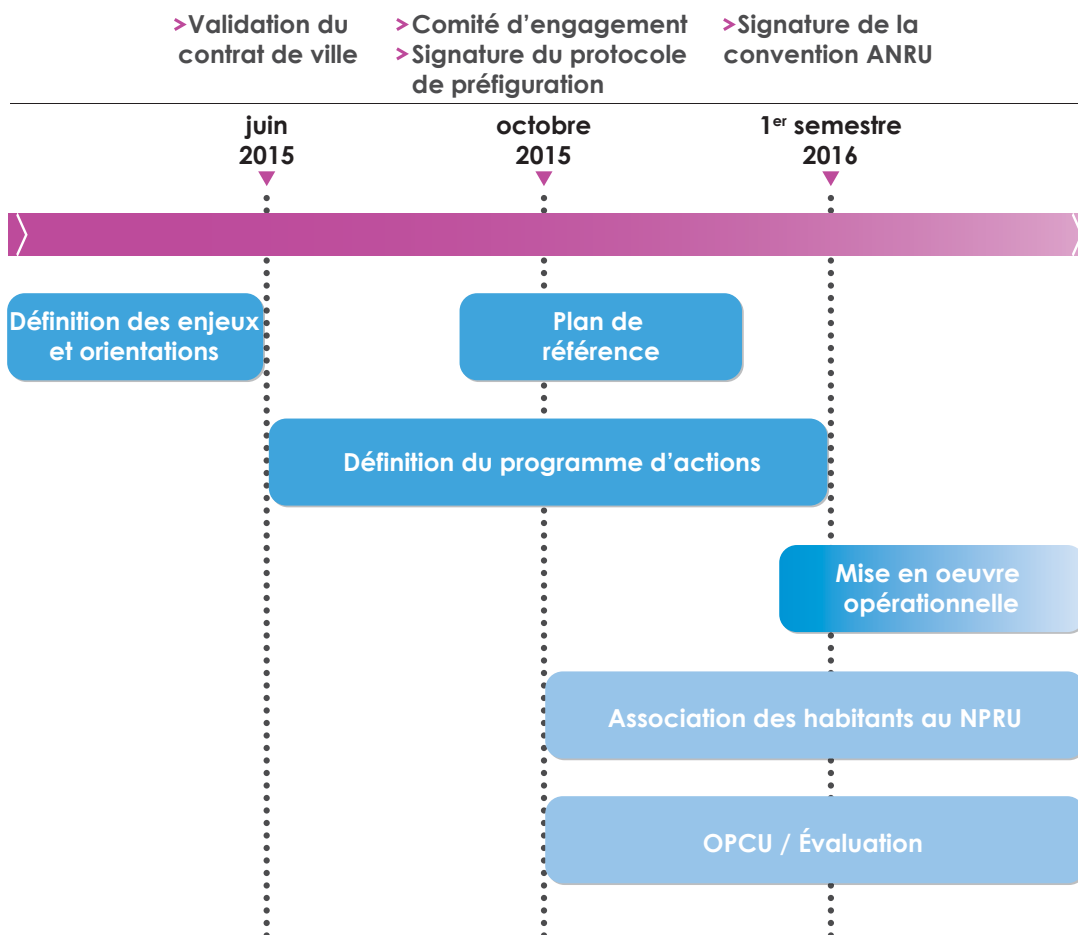 >Validation du
contrat de ville
>Comité d’engagement
>Signature du protocole
de préfiguration
>Signature de la
convention ANRU
juin
2015
octobre
2015
1er semestre
2016
Définition des enjeux
et orientations
Plan de
référence
Définition du programme d’actions
Mise en oeuvre
opérationnelle
Association des habitants au NPRU
OPCU / Évaluation